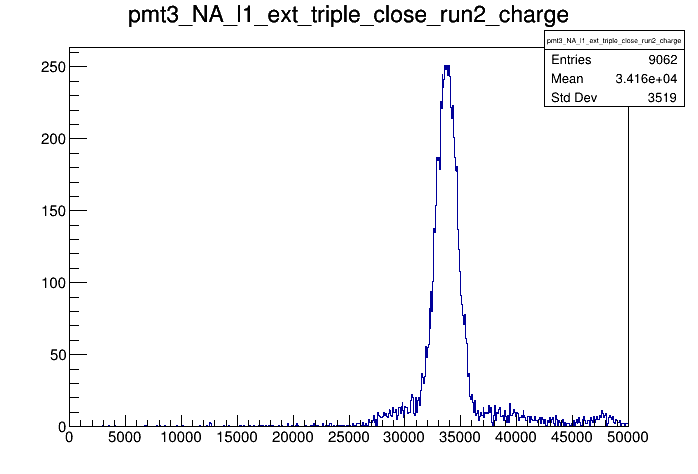 pmt3_NA_l1_ext_triple_close_run2_charge
pmt3_NA_l1_ext_triple_close_run2_charge
Entries 9062
Mean 3.416e+04
Std Dev 3519
250
200
150
100
50
0
0 5000 10000 15000 20000 25000 30000 35000 40000 45000 50000